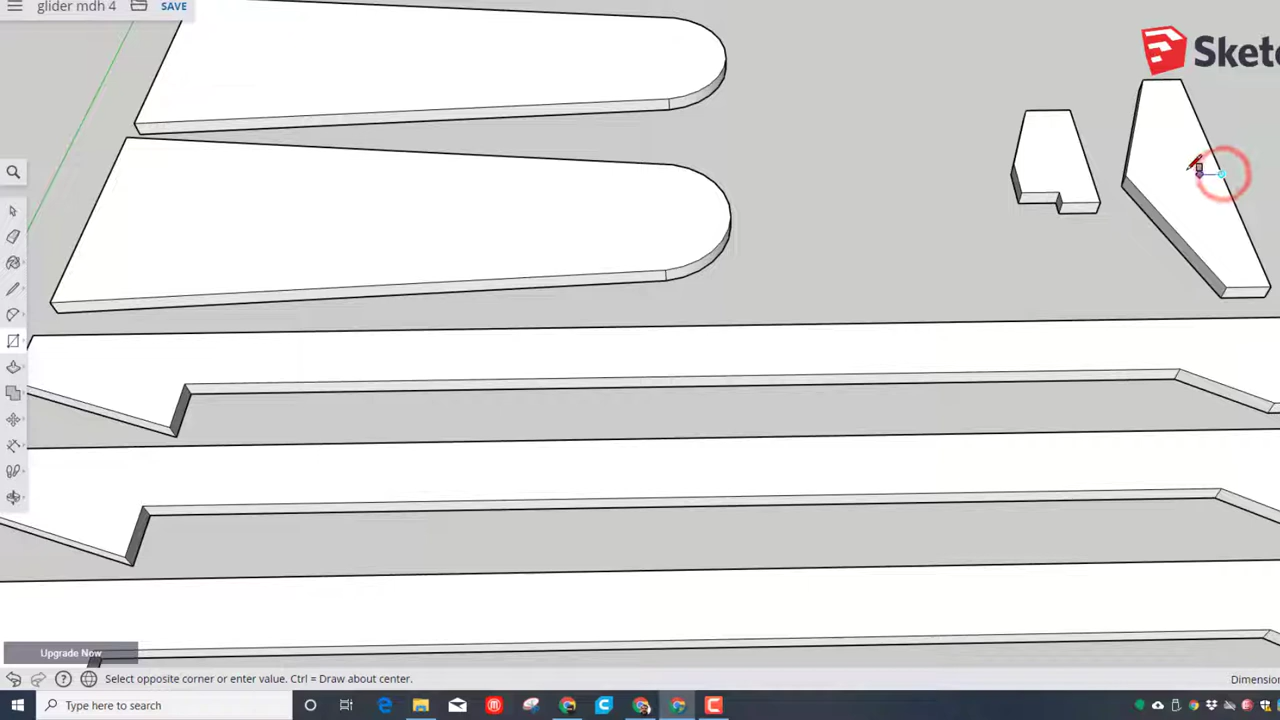 glider mdh 4
SAVE
Sketc
Upgrade Now
Select opposite corner or enter value. Ctrl = Draw about center.
Dimension
Type here to search